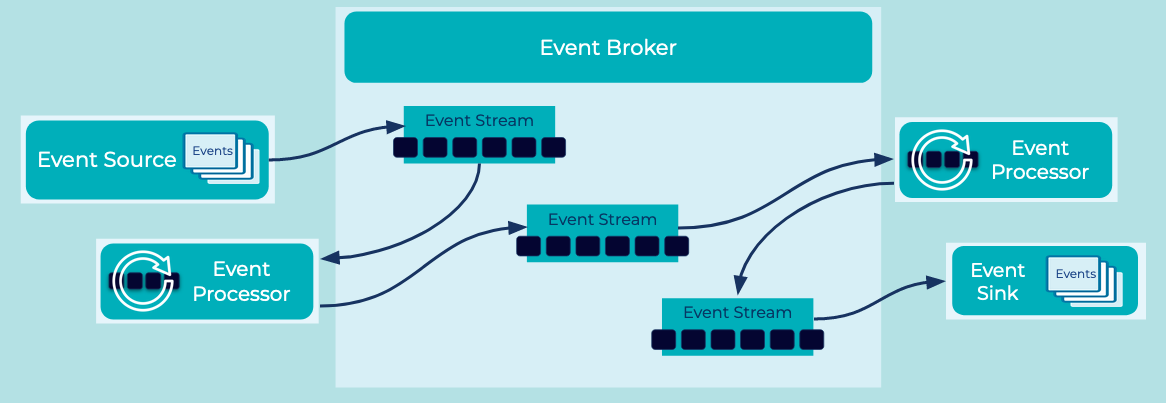 Event Broker
Event Stream
Event Source
Events
Event
Processor
Event Stream
Event
Processor
Event Stream
Event
Sink
Events